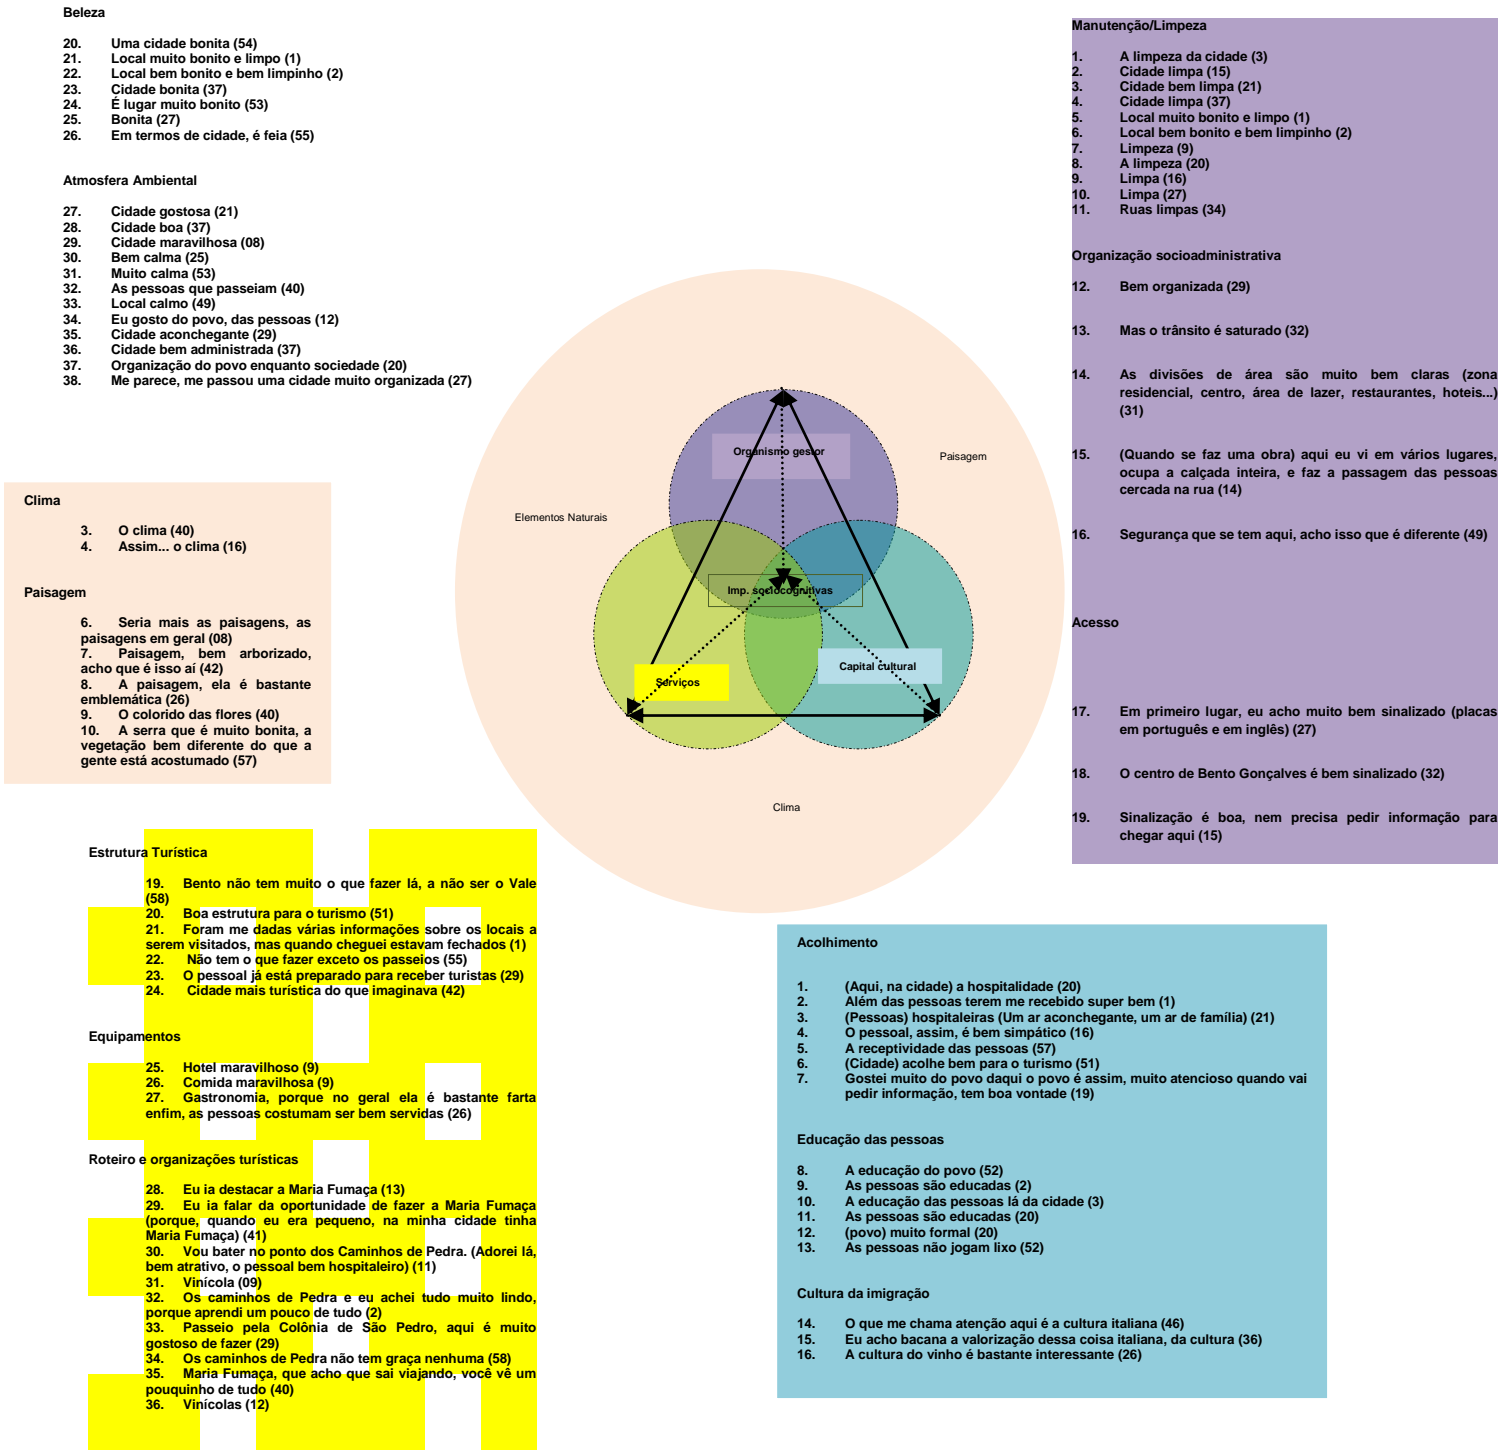 Beleza
20. Uma cidade bonita (54)
21. Local muito bonito e limpo (1)
22. Local bem bonito e bem limpinho (2)
23. Cidade bonita (37)
24. É lugar muito bonito (53)
25. Bonita (27)
26. Em termos de cidade, é feia (55)
Atmosfera Ambiental
27. Cidade gostosa (21)
28. Cidade boa (37)
29. Cidade maravilhosa (08)
30. Bem calma (25)
31. Muito calma (53)
32. As pessoas que passeiam (40)
33. Local calmo (49)
34. Eu gosto do povo, das pessoas (12)
35. Cidade aconchegante (29)
36. Cidade bem administrada (37)
37. Organização do povo enquanto sociedade (20)
38. Me parece, me passou uma cidade muito organizada (27)
Manutenção/Limpeza
1. A limpeza da cidade (3)
2. Cidade limpa (15)
3. Cidade bem limpa (21)
4. Cidade limpa (37)
5. Local muito bonito e limpo (1)
6. Local bem bonito e bem limpinho (2)
7. Limpeza (9)
8. A limpeza (20)
9. Limpa (16)
10. Limpa (27)
11. Ruas limpas (34)
Organização socioadministrativa
12. Bem organizada (29)
13. Mas o trânsito é saturado (32)
14. As divisões de área são muito bem claras (zona
residencial, centro, área de lazer, restaurantes, hoteis...)
(31)
15. (Quando se faz uma obra) aqui eu vi em vários lugares,
ocupa a calçada inteira, e faz a passagem das pessoas
cercada na rua (14)
16. Segurança que se tem aqui, acho isso que é diferente (49)
Acesso
17. Em primeiro lugar, eu acho muito bem sinalizado (placas
em português e em inglês) (27)
18. O centro de Bento Gonçalves é bem sinalizado (32)
19. Sinalização é boa, nem precisa pedir informação para
chegar aqui (15)
Organismo gestor
Paisagem
Elementos Naturais
Imp. sociocognitivas
Capital cultural
Serviços
Clima
Clima
3. O clima (40)
4. Assim... o clima (16)
Paisagem
6. Seria mais as paisagens, as
paisagens em geral (08)
7. Paisagem, bem arborizado,
acho que é isso aí (42)
8. A paisagem, ela é bastante
emblemática (26)
9. O colorido das flores (40)
10. A serra que é muito bonita, a
vegetação bem diferente do que a
gente está acostumado (57)
Estrutura Turística
19. Bento não tem muito o que fazer lá, a não ser o Vale
(58)
20. Boa estrutura para o turismo (51)
21. Foram me dadas várias informações sobre os locais a
serem visitados, mas quando cheguei estavam fechados (1)
22. Não tem o que fazer exceto os passeios (55)
23. O pessoal já está preparado para receber turistas (29)
24. Cidade mais turística do que imaginava (42)
Equipamentos
25. Hotel maravilhoso (9)
26. Comida maravilhosa (9)
27. Gastronomia, porque no geral ela é bastante farta
enfim, as pessoas costumam ser bem servidas (26)
Roteiro e organizações turísticas
28. Eu ia destacar a Maria Fumaça (13)
29. Eu ia falar da oportunidade de fazer a Maria Fumaça
(porque, quando eu era pequeno, na minha cidade tinha
Maria Fumaça) (41)
30. Vou bater no ponto dos Caminhos de Pedra. (Adorei lá,
bem atrativo, o pessoal bem hospitaleiro) (11)
31. Vinícola (09)
32. Os caminhos de Pedra e eu achei tudo muito lindo,
porque aprendi um pouco de tudo (2)
33. Passeio pela Colônia de São Pedro, aqui é muito
gostoso de fazer (29)
34. Os caminhos de Pedra não tem graça nenhuma (58)
35. Maria Fumaça, que acho que sai viajando, você vê um
pouquinho de tudo (40)
36. Vinícolas (12)
Acolhimento
1. (Aqui, na cidade) a hospitalidade (20)
2. Além das pessoas terem me recebido super bem (1)
3. (Pessoas) hospitaleiras (Um ar aconchegante, um ar de família) (21)
4. O pessoal, assim, é bem simpático (16)
5. A receptividade das pessoas (57)
6. (Cidade) acolhe bem para o turismo (51)
7. Gostei muito do povo daqui o povo é assim, muito atencioso quando vai
pedir informação, tem boa vontade (19)
Educação das pessoas
8. A educação do povo (52)
9. As pessoas são educadas (2)
10. A educação das pessoas lá da cidade (3)
11. As pessoas são educadas (20)
12. (povo) muito formal (20)
13. As pessoas não jogam lixo (52)
Cultura da imigração
14. O que me chama atenção aqui é a cultura italiana (46)
15. Eu acho bacana a valorização dessa coisa italiana, da cultura (36)
16. A cultura do vinho é bastante interessante (26)